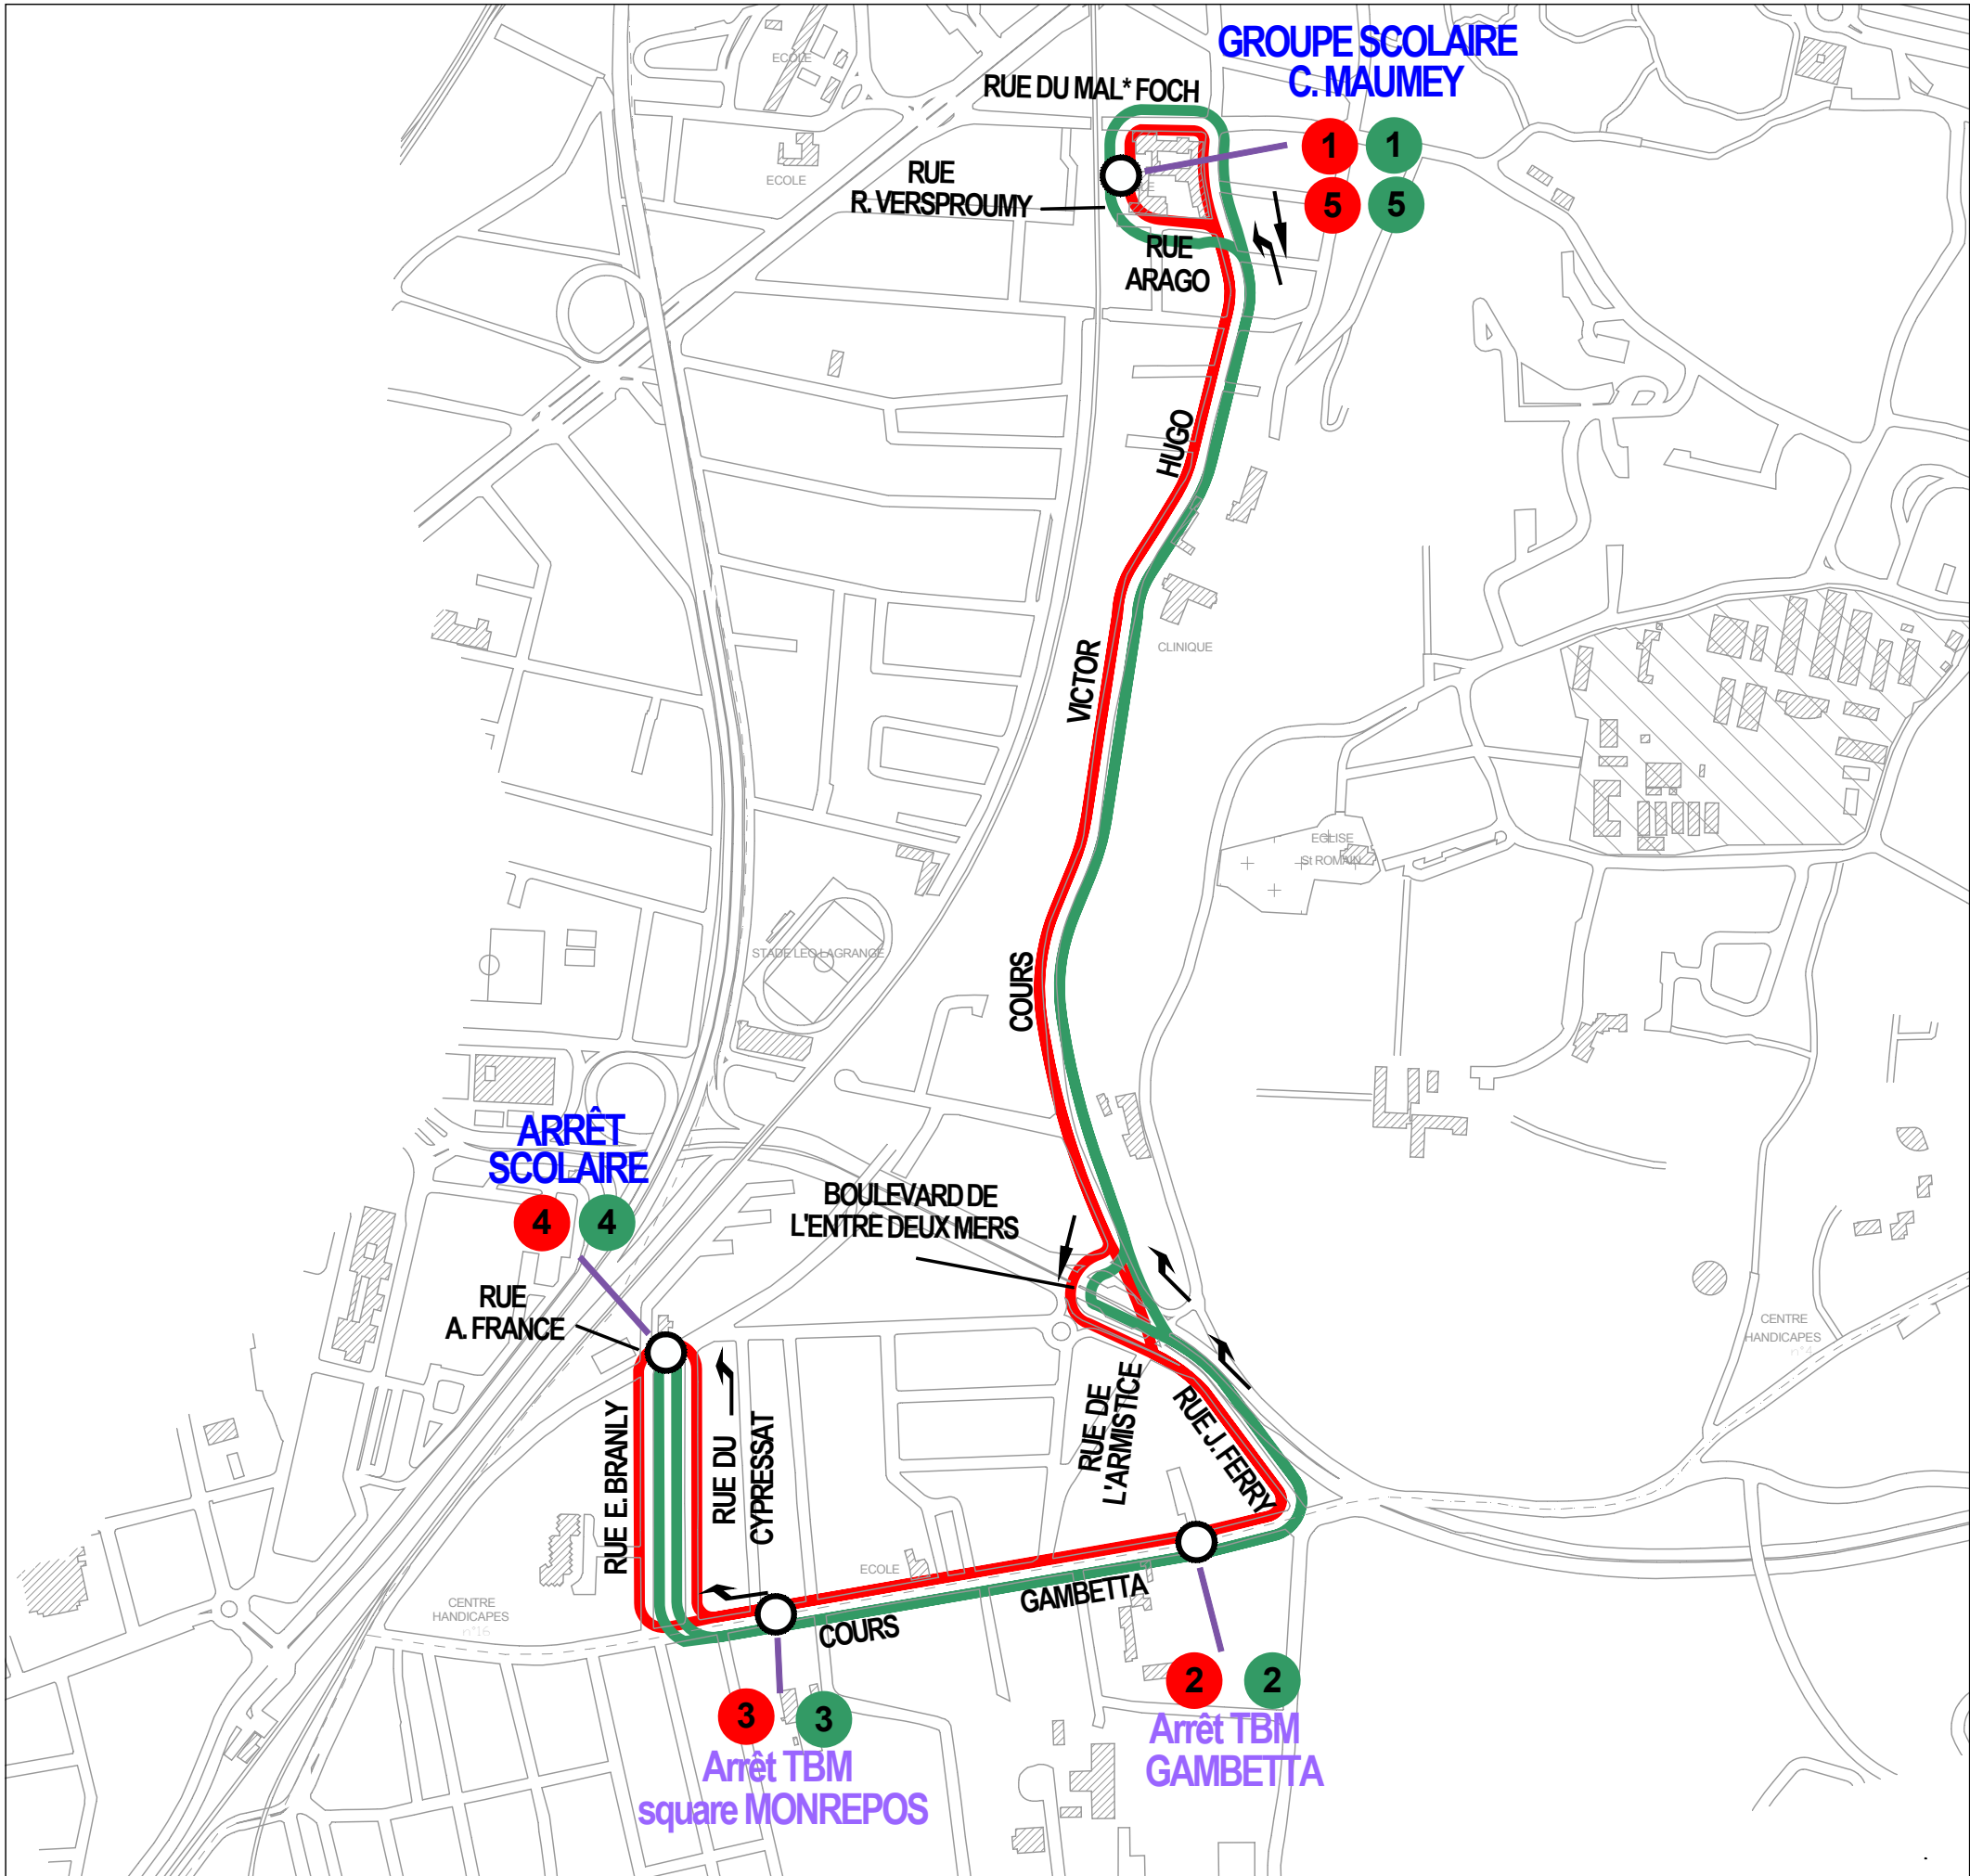 GROUPE SCOLAIRE
C. MAUMEY
ECOLE
RUE DU MAL* FOCH
1
1
ECOLE
RUE
R. VERSPROUMY
5
5
RUE
ARAGO
HUGO
VICTOR
CLINIQUE
EGLISE
St ROMAIN
STADE LEO LAGRANGE
COURS
ARRÊT
SCOLAIRE
4
4
BOULEVARD DE
L'ENTRE DEUX MERS
RUE
A. FRANCE
CENTRE
HANDICAPES
n°4
RUE DE
L'ARMISTICE
RUE J. FERRY
RUE E. BRANLY
RUE DU
CYPRESSAT
ECOLE
CENTRE
HANDICAPES
n°16
GAMBETTA
COURS
2
2
Arrêt TBM
GAMBETTA
3
3
Arrêt TBM
square MONREPOS